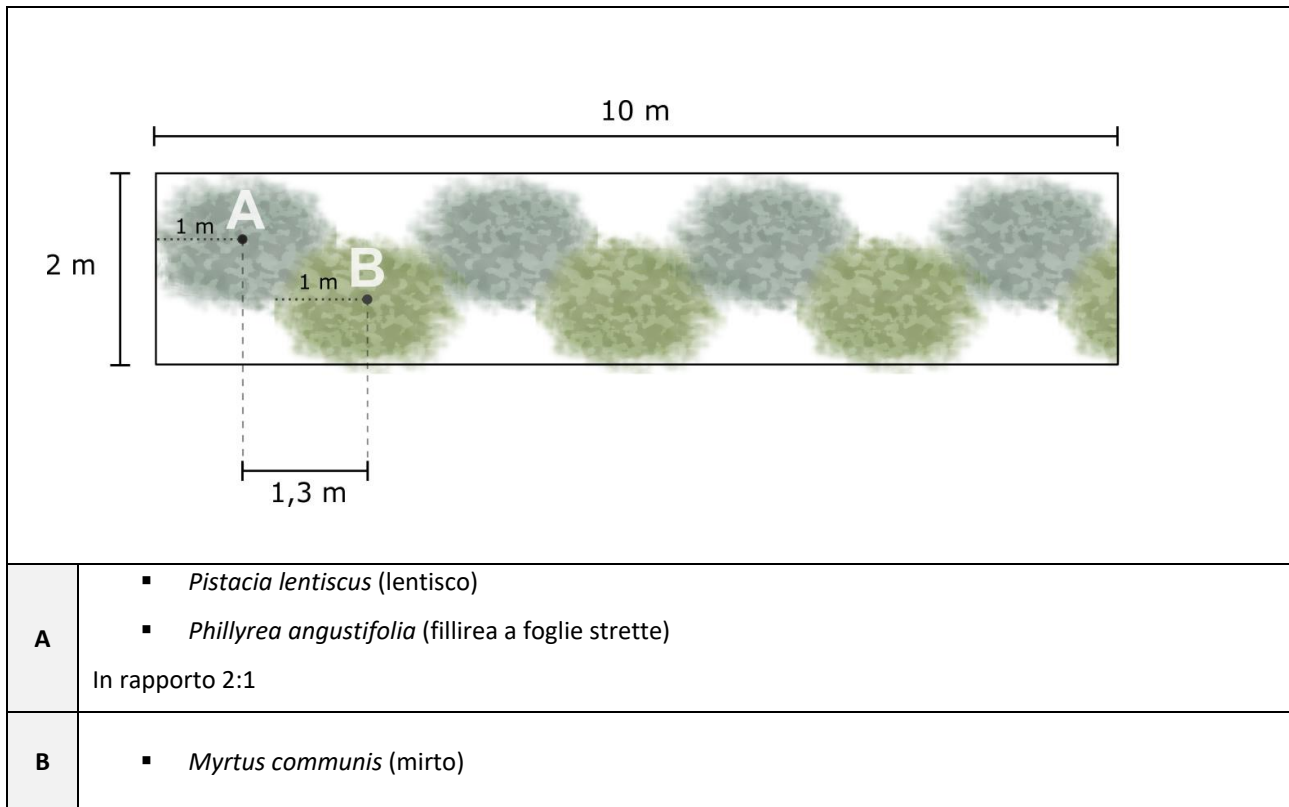 10 m
A
1 m
2 m
B
1 m
1,3 m
▪ Pistacia lentiscus (lentisco)
▪ Phillyrea angustifolia (fillirea a foglie strette)
A
In rapporto 2:1
B
▪ Myrtus communis (mirto)